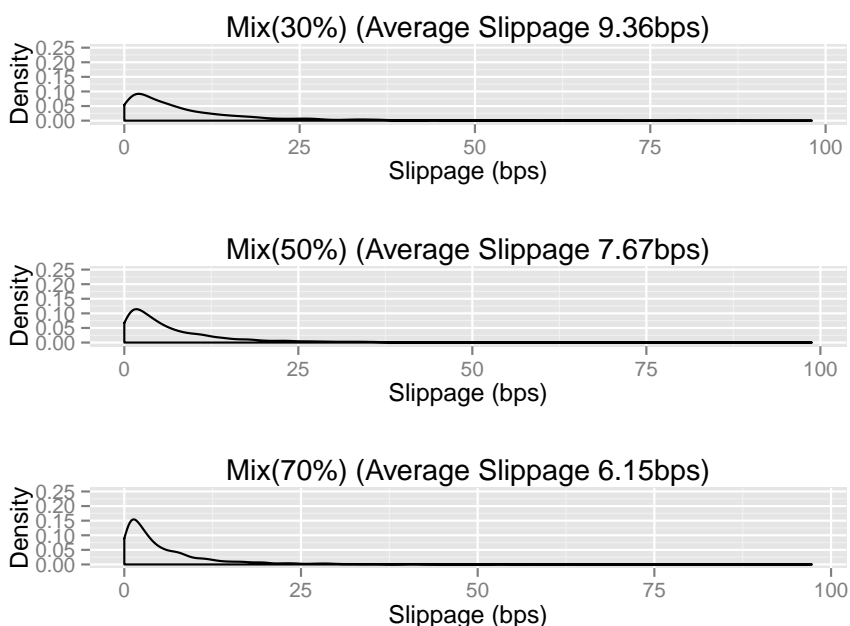 Mix(30%) (Average Slippage 9.36bps)
Density
0.25
0.20
0.15
0.10
0.05
0.00
0 25 50 75 100
Slippage (bps)
Mix(50%) (Average Slippage 7.67bps)
Density
0.25
0.20
0.15
0.10
0.05
0.00
0 25 50 75 100
Slippage (bps)
Mix(70%) (Average Slippage 6.15bps)
Density
0.25
0.20
0.15
0.10
0.05
0.00
0 25 50 75 100
Slippage (bps)